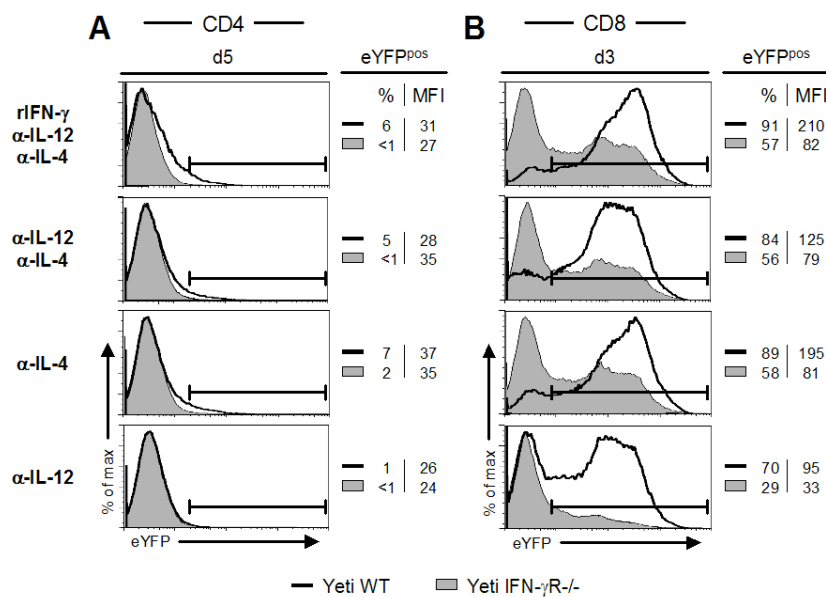 A
CD4
d5
eYFPpos
% | MFI
rIFN-γ
α-IL-12
α-IL-4
6 | 31
<1 | 27
α-IL-12
α-IL-4
5 | 28
<1 | 35
α-IL-4
7 | 37
2 | 35
α-IL-12
1 | 26
<1 | 24
% of max
eYFP
B
CD8
d3
eYFPpos
% | MFI
91 | 210
57 | 82
84 | 125
56 | 79
89 | 195
58 | 81
70 | 95
29 | 33
% of max
eYFP
Yeti WT
Yeti IFN-γR-/-